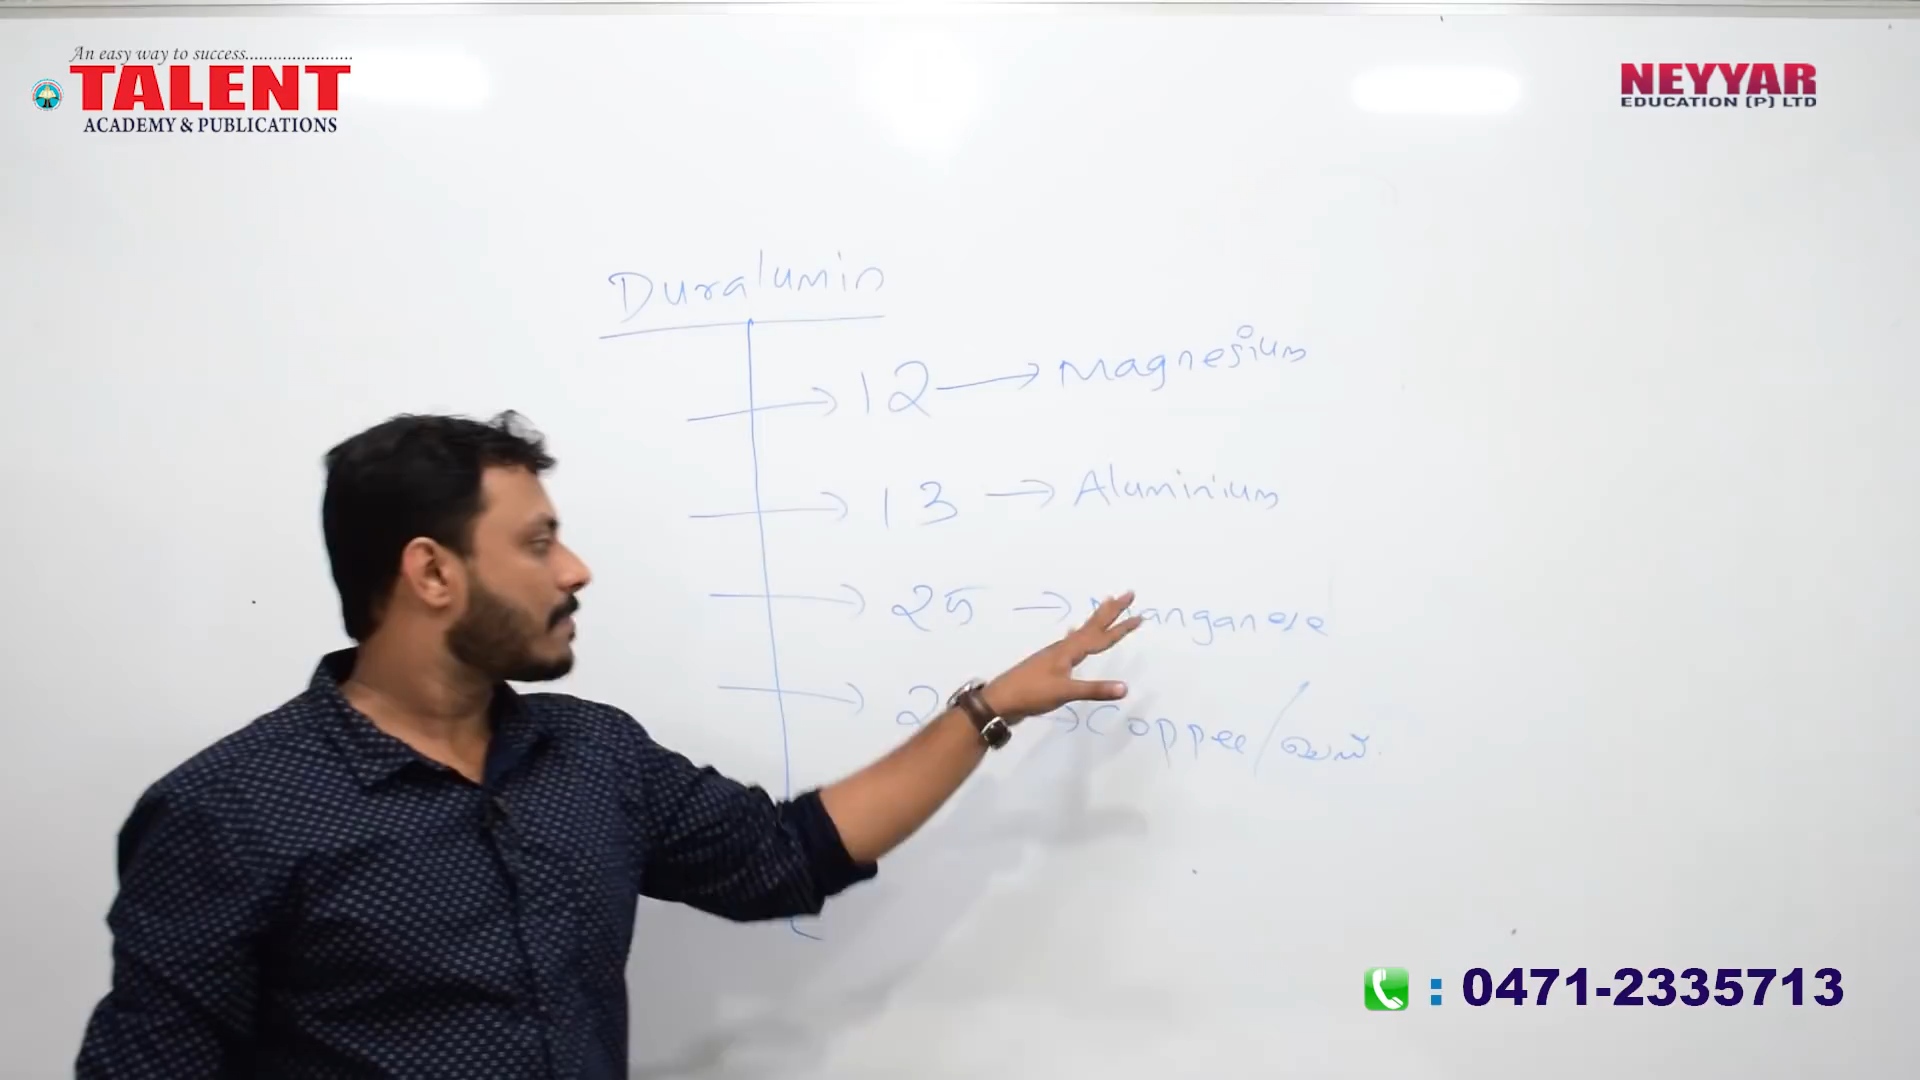 An easy way to success......................
TALENT
ACADEMY & PUBLICATIONS
NEYYAR
EDUCATION (P) LTD
Duralumin
12 → Magnesium
13 → Aluminium
25 → Manganese
2 → Copper / ചെമ്പ്
: 0471-2335713